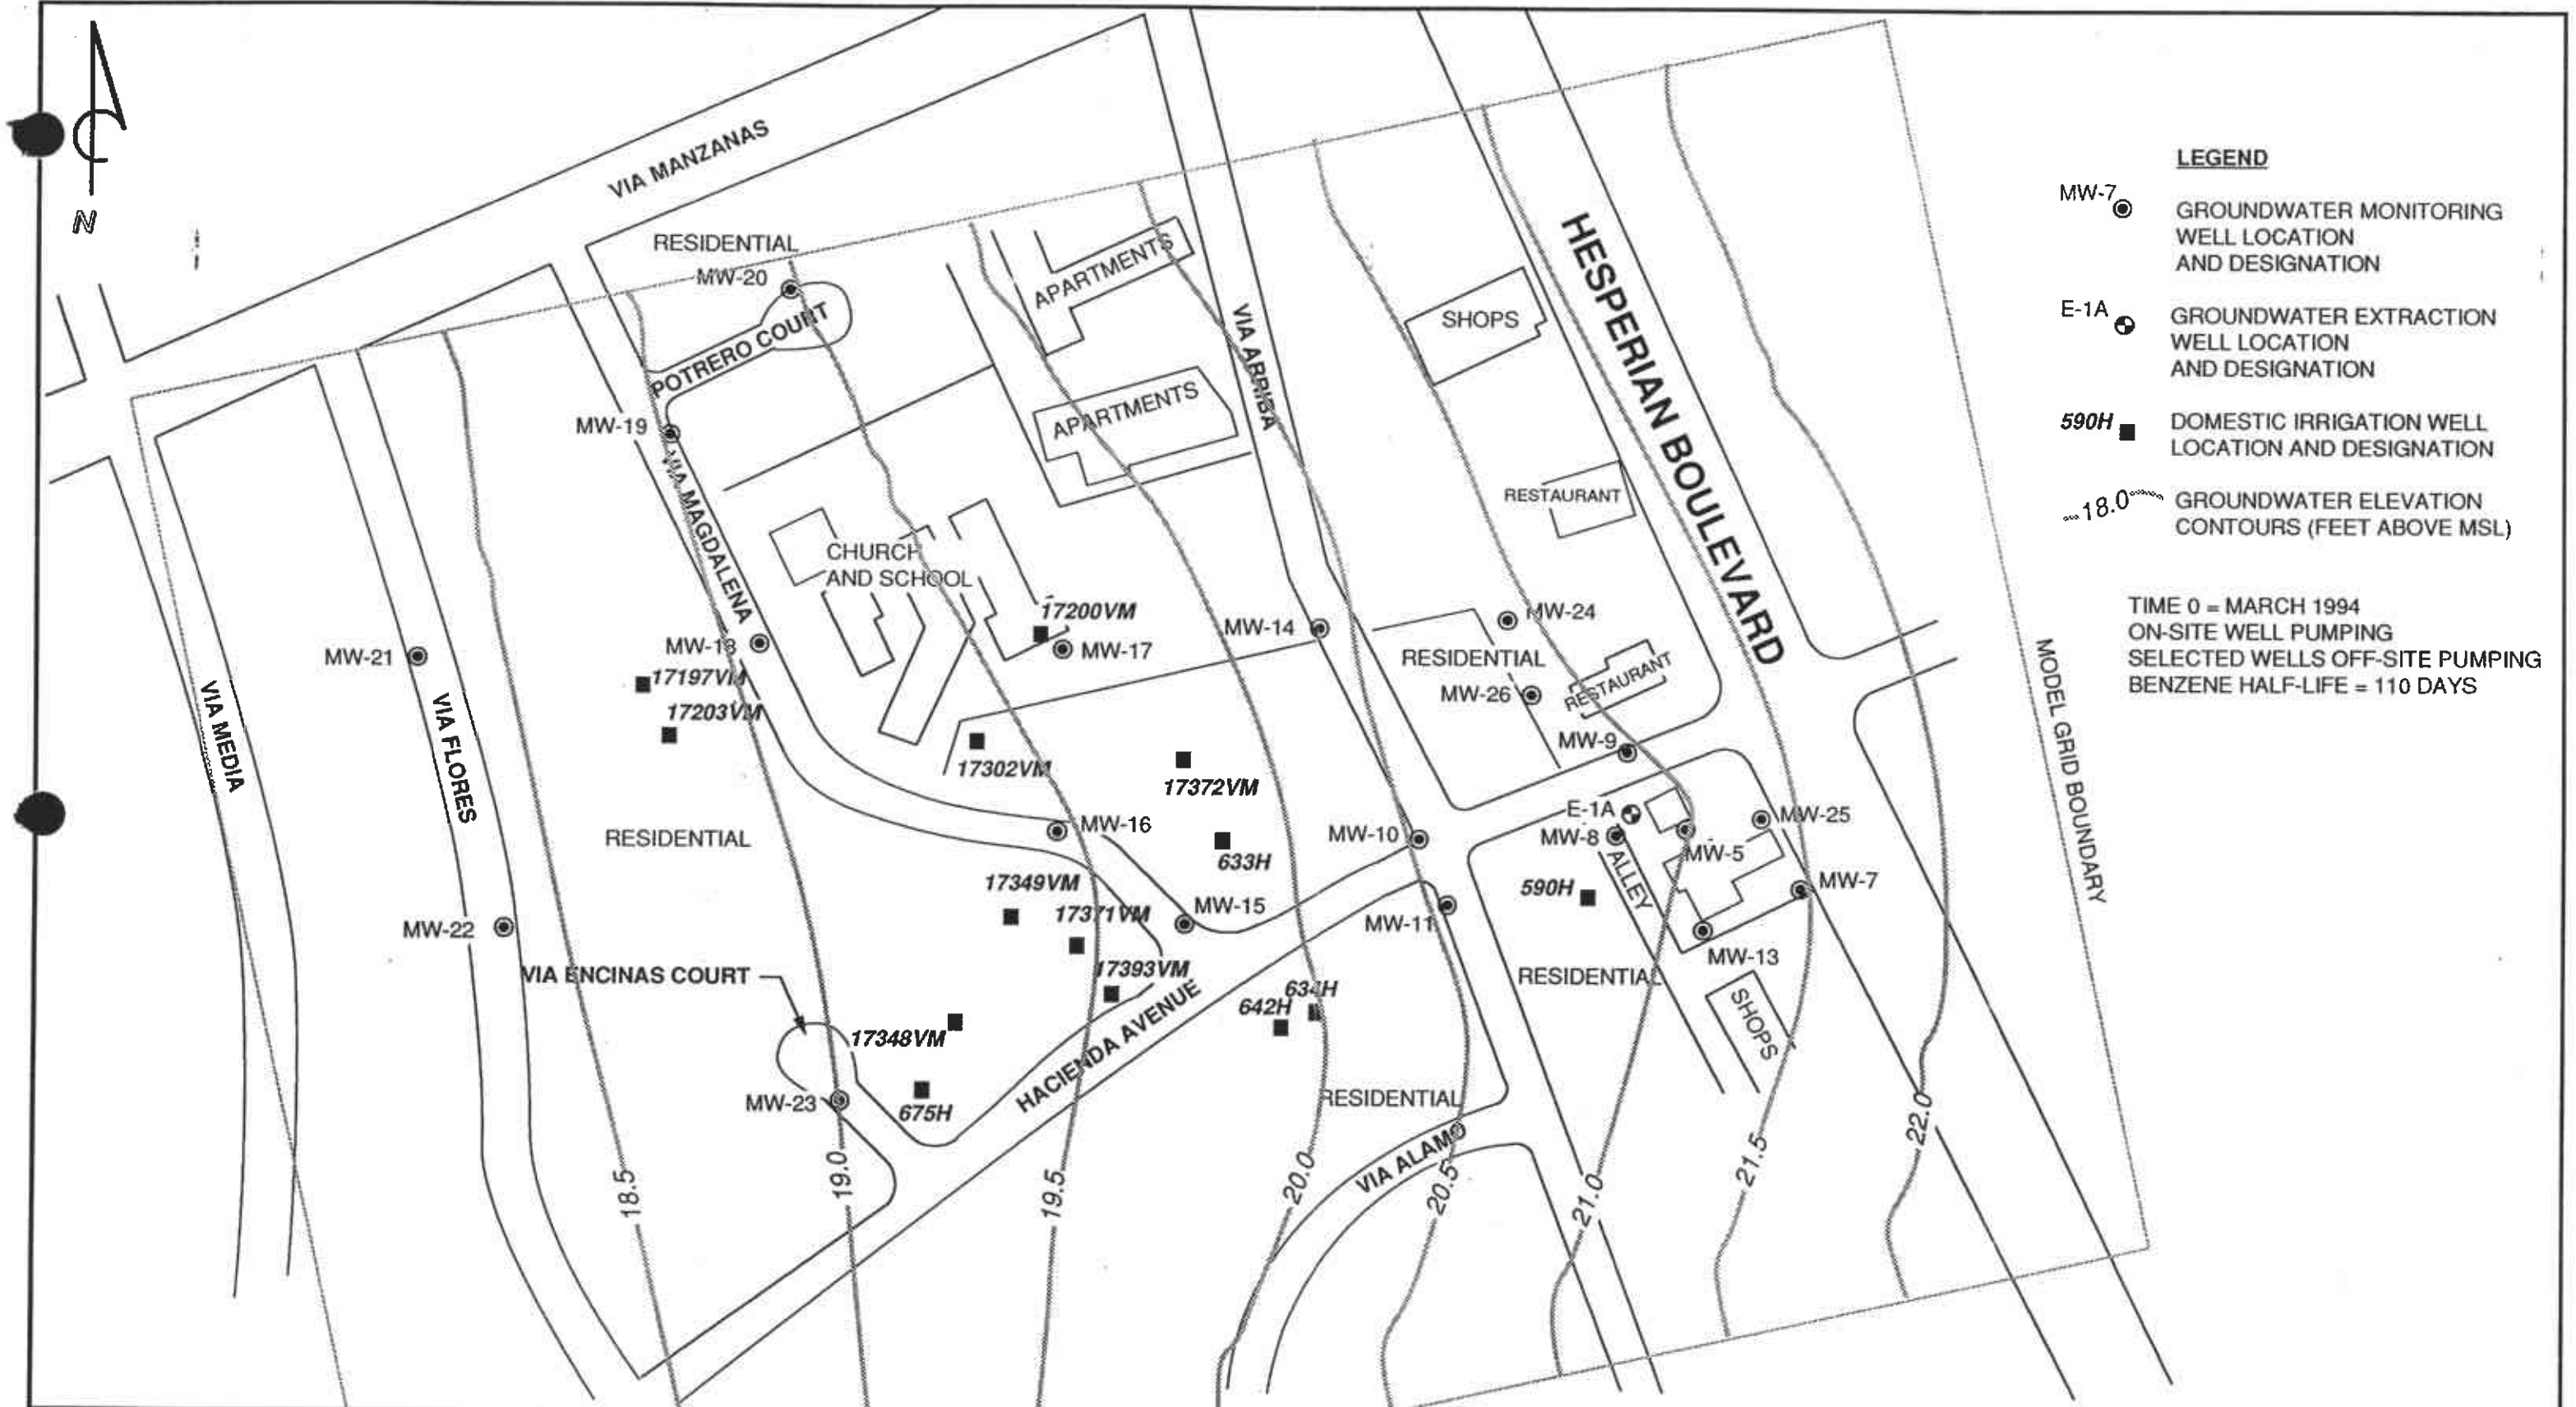 N
VIA MANZANAS
RESIDENTIAL
MW-20
POTRERO COURT
APARTMENTS
APARTMENTS
VIA ARRIBA
SHOPS
HESPERIAN BOULEVARD
MW-19
VIA MAGDALENA
RESTAURANT
CHURCH
AND SCHOOL
17200VM
MW-17
MW-14
MW-24
RESIDENTIAL
RESTAURANT
MW-26
MW-9
MW-18
17197VM
17203VM
MW-21
VIA MEDIA
VIA FLORES
17302VM
17372VM
RESIDENTIAL
MW-16
633H
MW-10
E-1A
MW-8
MW-5
MW-25
ALLEY
MW-7
590H
17349VM
17371VM
MW-15
MW-11
MW-13
MW-22
VIA ENCINAS COURT
17393VM
RESIDENTIAL
SHOPS
634H
642H
17348VM
HACIENDA AVENUE
MW-23
675H
RESIDENTIAL
VIA ALAMO
18.5
19.0
19.5
20.0
20.5
21.0
21.5
22.0
MODEL GRID BOUNDARY
LEGEND
MW-7
GROUNDWATER MONITORING
WELL LOCATION
AND DESIGNATION
E-1A
GROUNDWATER EXTRACTION
WELL LOCATION
AND DESIGNATION
590H
DOMESTIC IRRIGATION WELL
LOCATION AND DESIGNATION
18.0
GROUNDWATER ELEVATION
CONTOURS (FEET ABOVE MSL)
TIME 0 = MARCH 1994
ON-SITE WELL PUMPING
SELECTED WELLS OFF-SITE PUMPING
BENZENE HALF-LIFE = 110 DAYS